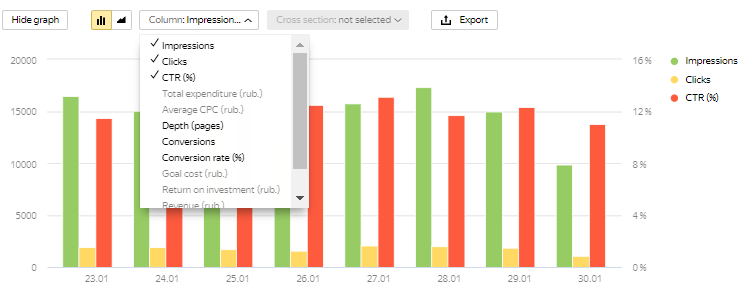 Hide graph
Column: Impression...
Cross section: not selected
Export
Impressions
Clicks
CTR (%)
Total expenditure (rub.)
Average CPC (rub.)
Depth (pages)
Conversions
Conversion rate (%)
Goal cost (rub.)
Return on investment (rub.)
Revenue (rub.)
20000
15000
10000
5000
0
16%
12%
8%
4%
0%
23.01
24.01
25.01
26.01
27.01
28.01
29.01
30.01
Impressions
Clicks
CTR (%)